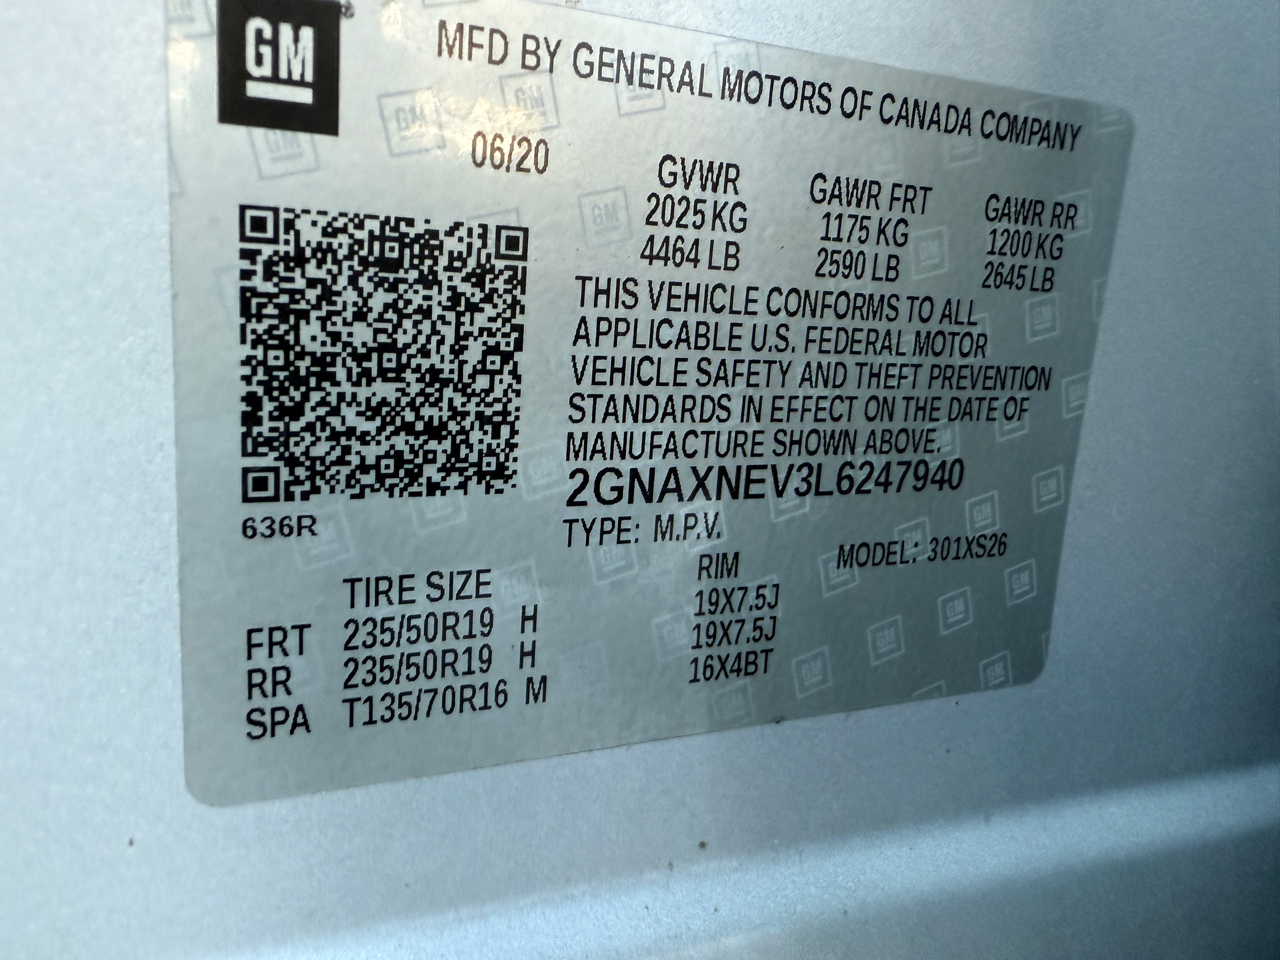 GM
MFD BY GENERAL MOTORS OF CANADA COMPANY
06/20
GVWR GAWR FRT GAWR RR
2025 KG 1175 KG 1200 KG
4464 LB 2590 LB 2645 LB
THIS VEHICLE CONFORMS TO ALL
APPLICABLE U.S. FEDERAL MOTOR
VEHICLE SAFETY AND THEFT PREVENTION
STANDARDS IN EFFECT ON THE DATE OF
MANUFACTURE SHOWN ABOVE.
2GNAXNEV3L6247940
636R
TYPE: M.P.V. MODEL: 301XS26
TIRE SIZE RIM
FRT 235/50R19 H 19X7.5J
RR 235/50R19 H 19X7.5J
SPA T135/70R16 M 16X4BT